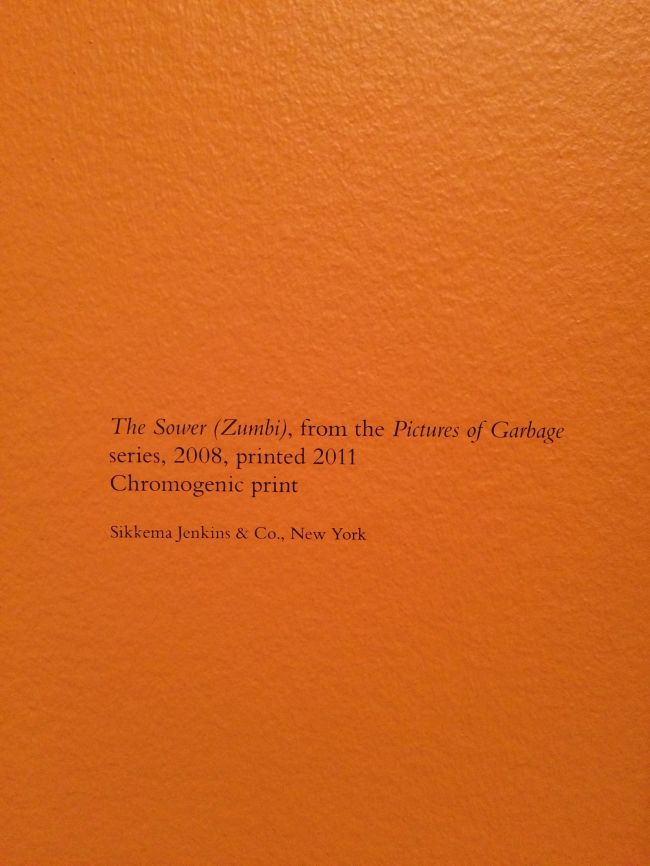 The Sower (Zumbi), from the Pictures of Garbage
series, 2008, printed 2011
Chromogenic print
Sikkema Jenkins & Co., New York